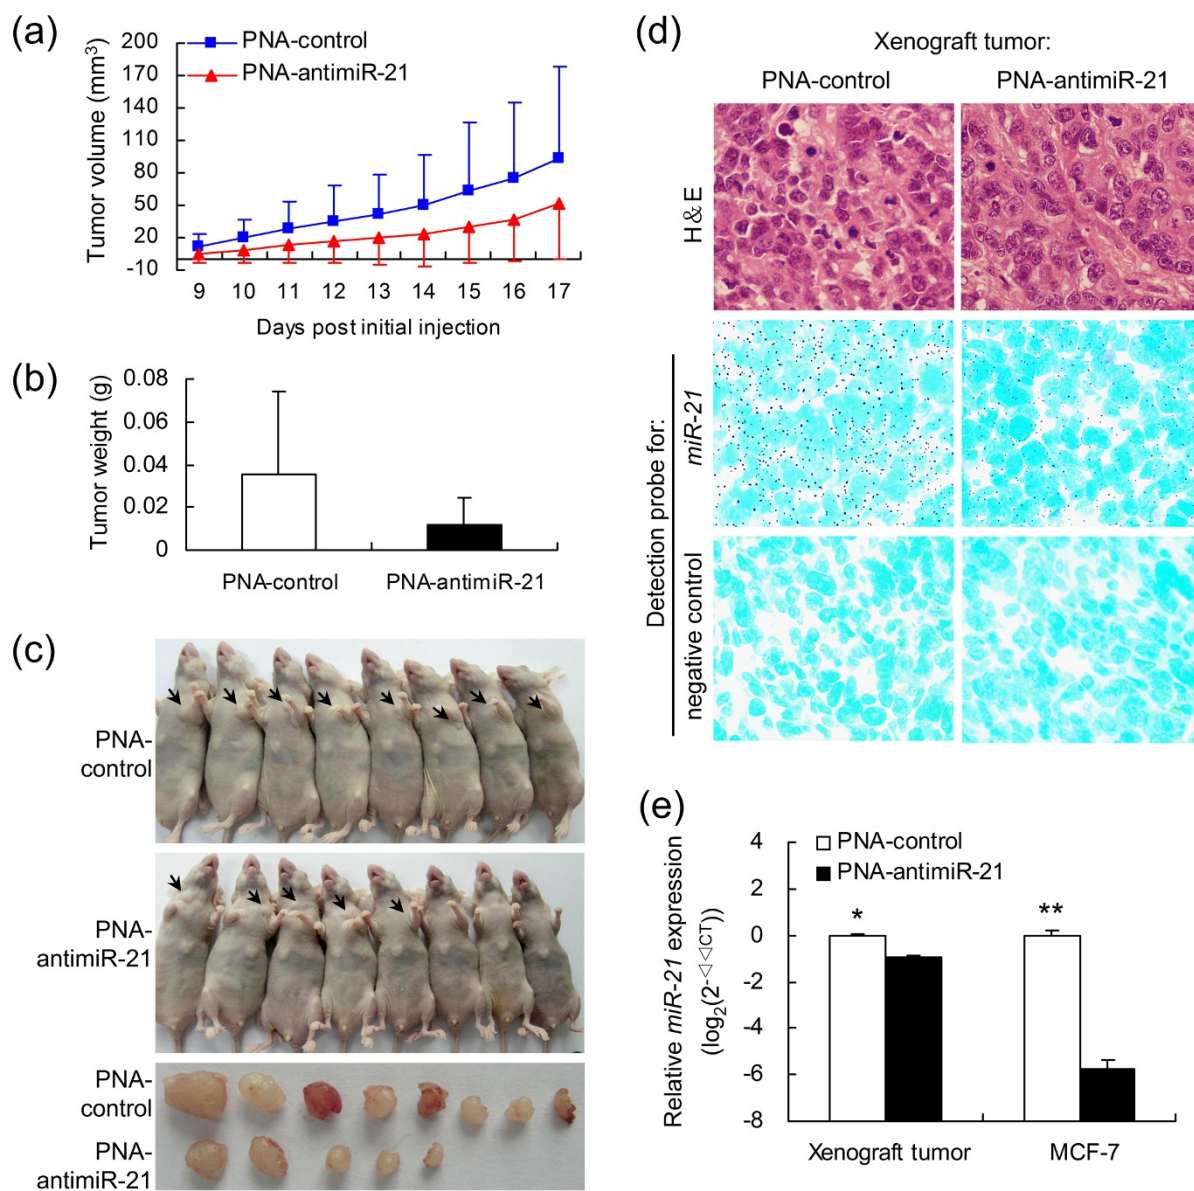 (a)
Tumor volume (mm³)
200
170
140
110
80
50
20
-10
PNA-control
PNA-antimiR-21
9 10 11 12 13 14 15 16 17
Days post initial injection
(b)
Tumor weight (g)
0.08
0.06
0.04
0.02
0
PNA-control PNA-antimiR-21
(c)
PNA-
control
PNA-
antimiR-21
PNA-
control
PNA-
antimiR-21
(d)
Xenograft tumor:
PNA-control PNA-antimiR-21
H&E
Detection probe for:
miR-21
negative control
(e)
Relative miR-21 expression
(log₂(2^-◁◁CT))
4
2
0
-2
-4
-6
-8
PNA-control
PNA-antimiR-21
*
**
Xenograft tumor MCF-7